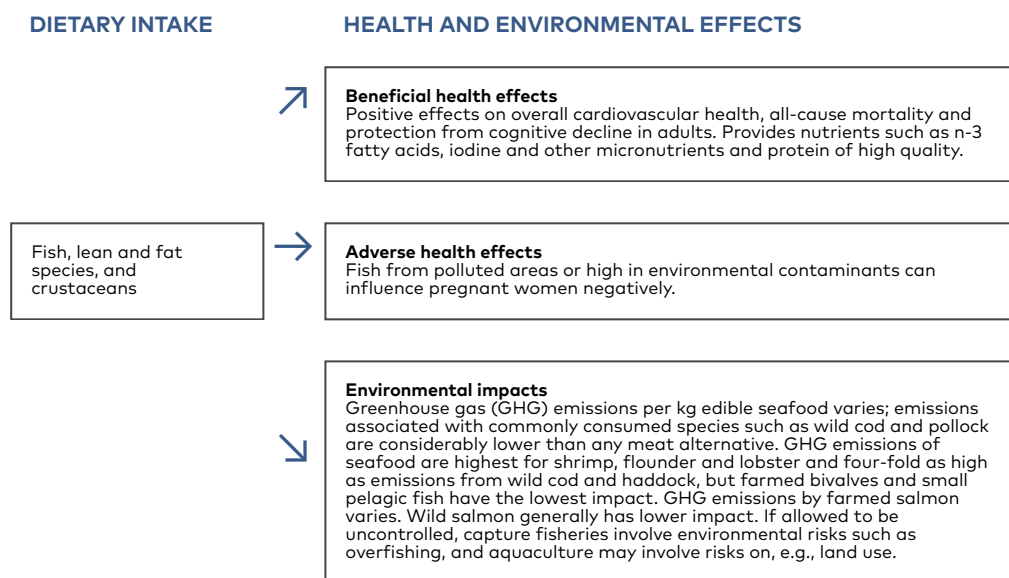 DIETARY INTAKE
HEALTH AND ENVIRONMENTAL EFFECTS
Beneficial health effects
Positive effects on overall cardiovascular health, all-cause mortality and
protection from cognitive decline in adults. Provides nutrients such as n-3
fatty acids, iodine and other micronutrients and protein of high quality.
Fish, lean and fat
species, and
crustaceans
Adverse health effects
Fish from polluted areas or high in environmental contaminants can
influence pregnant women negatively.
Environmental impacts
Greenhouse gas (GHG) emissions per kg edible seafood varies; emissions
associated with commonly consumed species such as wild cod and pollock
are considerably lower than any meat alternative. GHG emissions of
seafood are highest for shrimp, flounder and lobster and four-fold as high
as emissions from wild cod and haddock, but farmed bivalves and small
pelagic fish have the lowest impact. GHG emissions by farmed salmon
varies. Wild salmon generally has lower impact. If allowed to be
uncontrolled, capture fisheries involve environmental risks such as
overfishing, and aquaculture may involve risks on, e.g., land use.